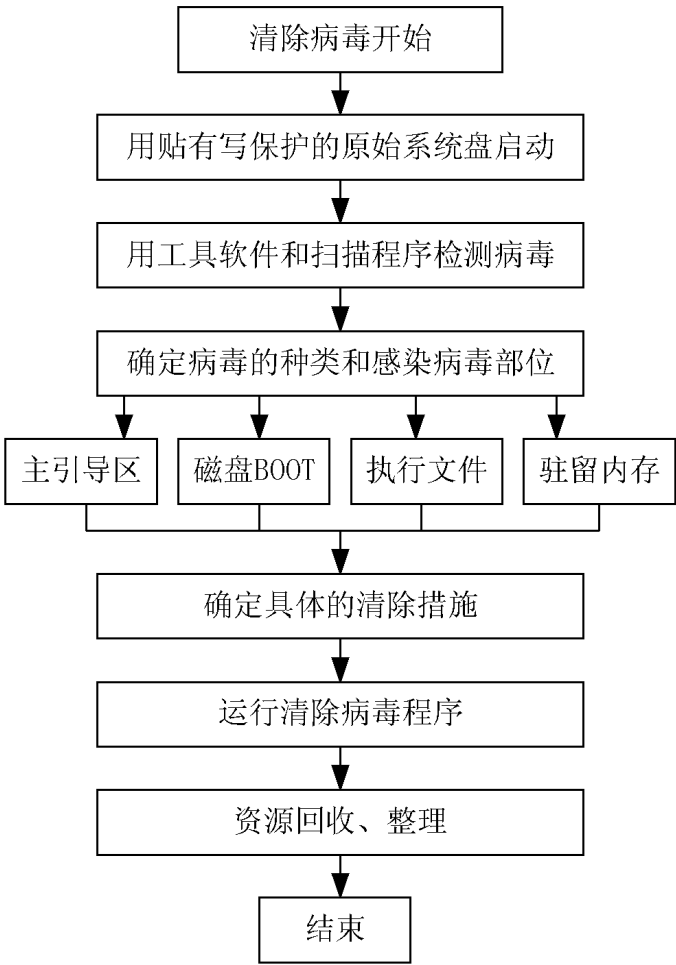 清除病毒开始
用贴有写保护的原始系统盘启动
用工具软件和扫描程序检测病毒
确定病毒的种类和感染病毒部位
主引导区
磁盘BOOT
执行文件
驻留内存
确定具体的清除措施
运行清除病毒程序
资源回收、整理
结束